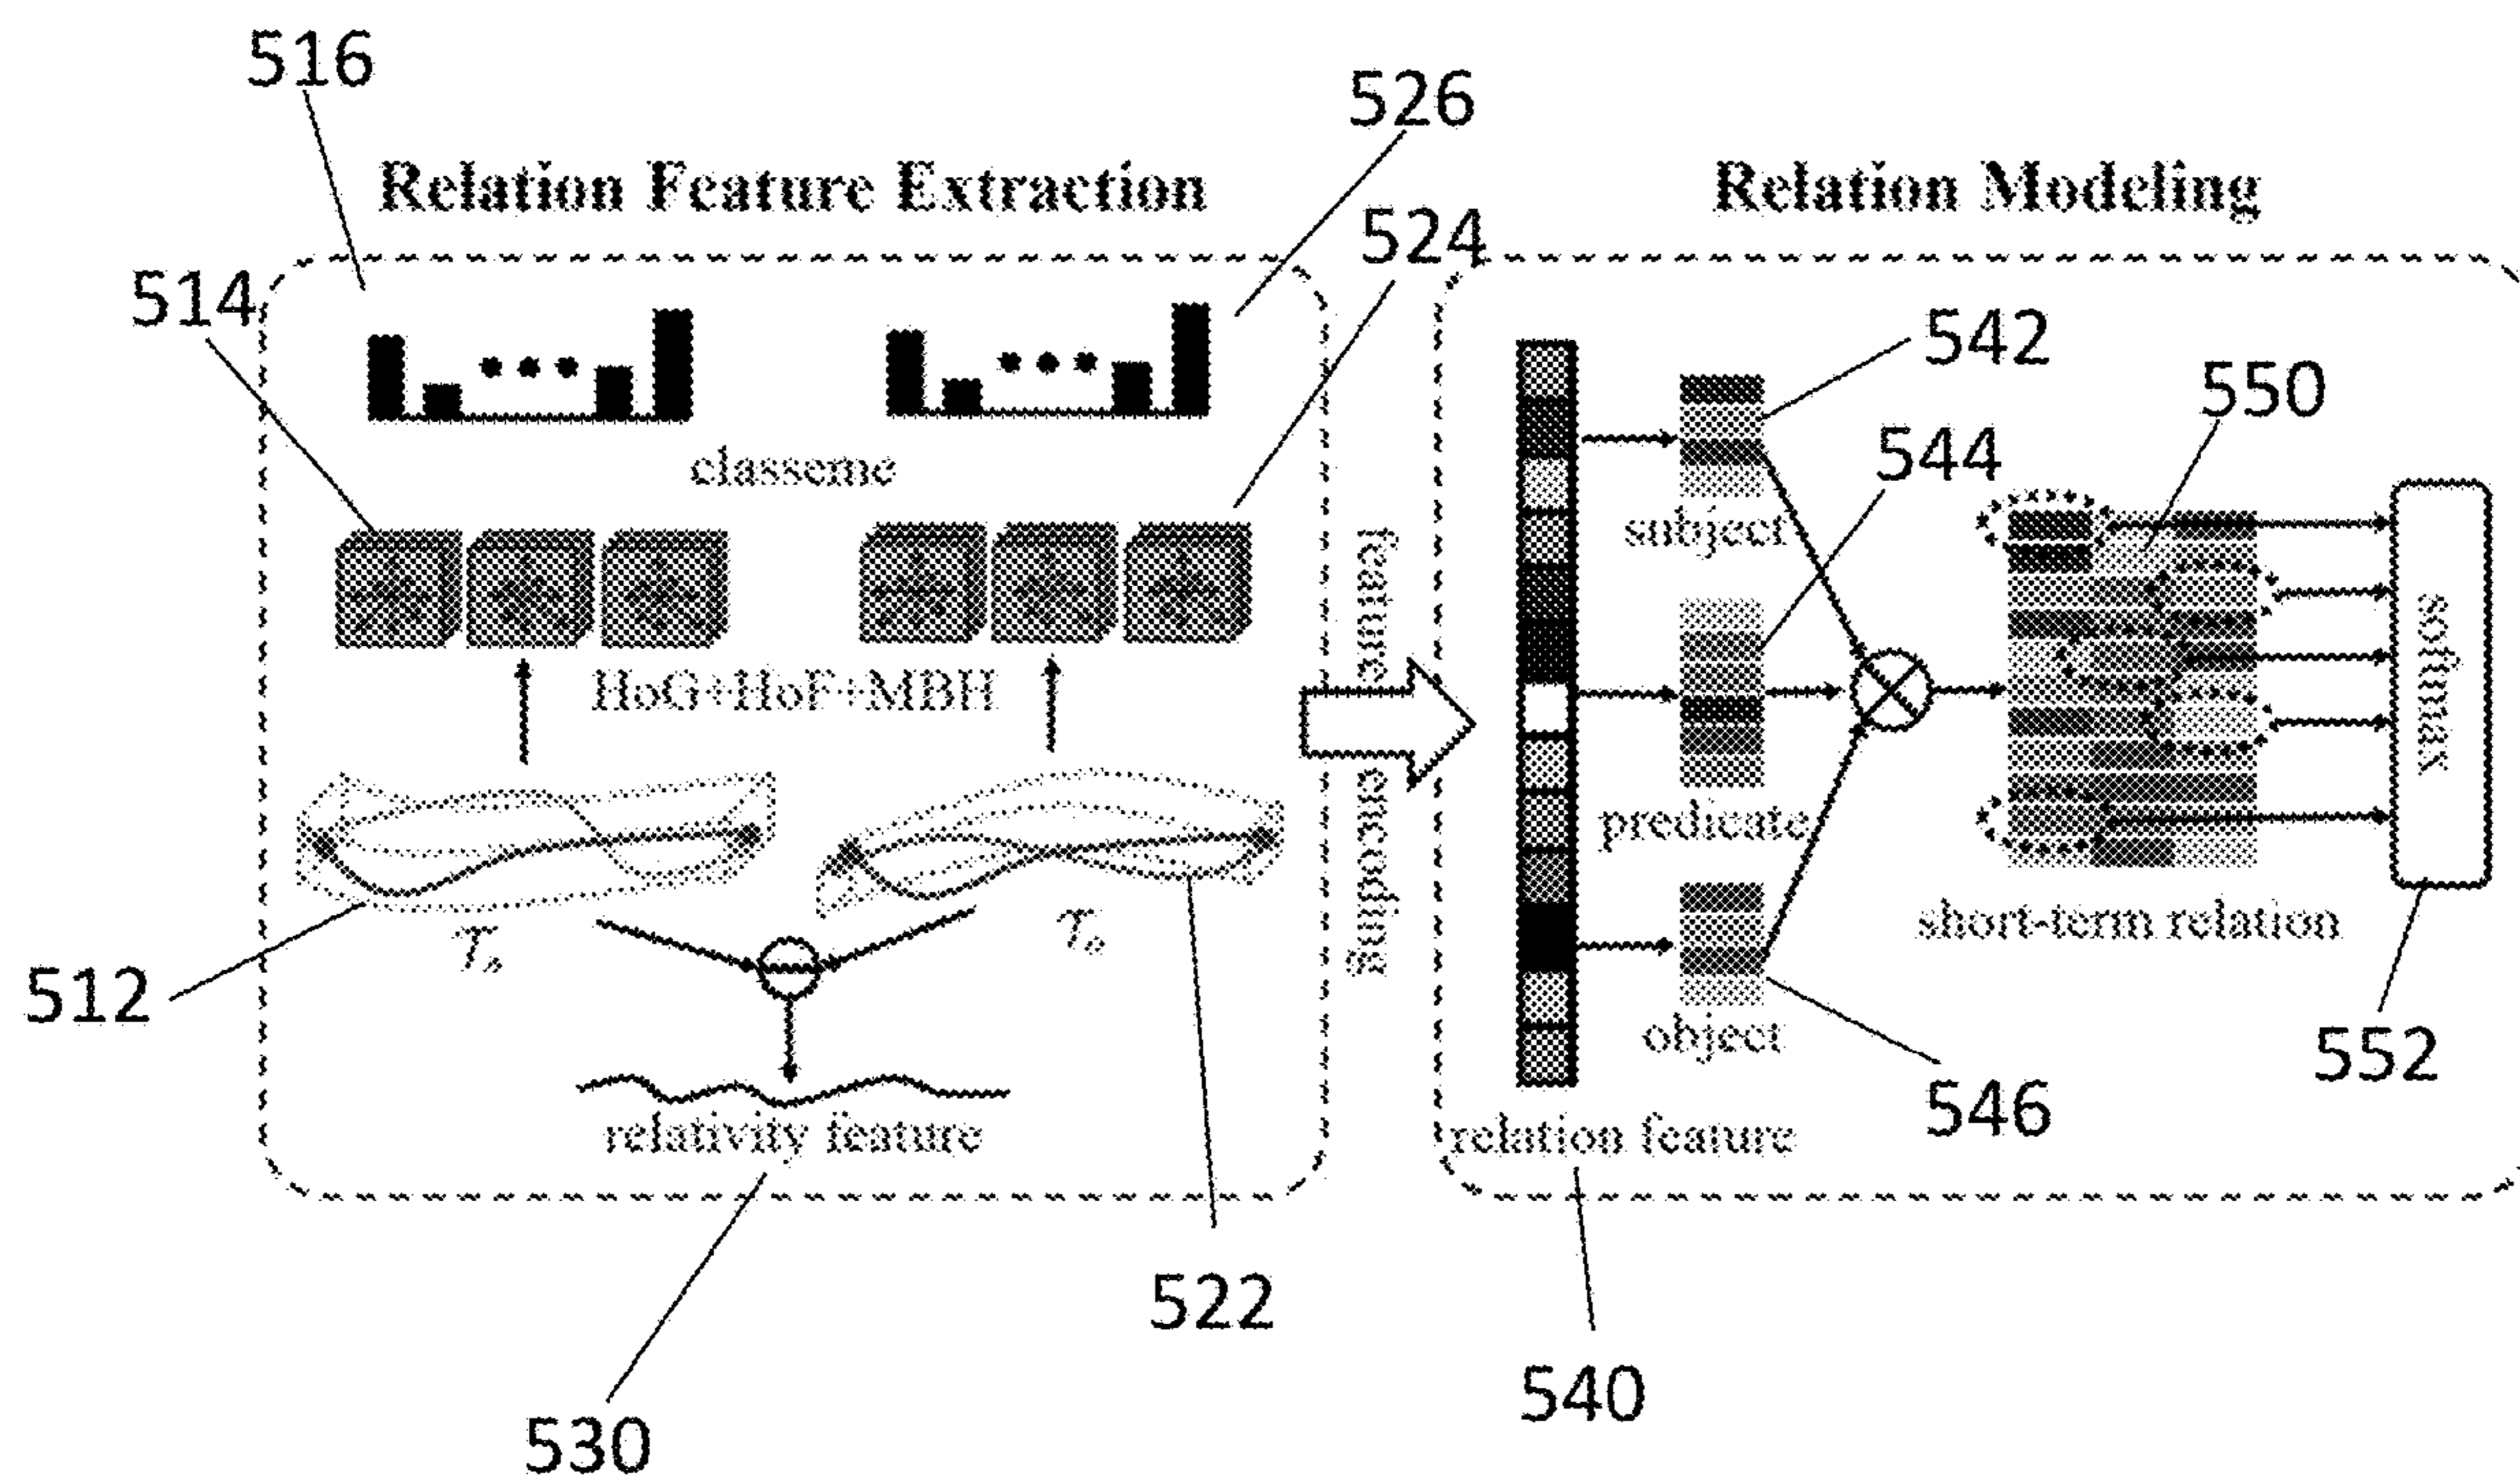 516
526
Relation Feature Extraction
Relation Modeling
524
514
542
550
classeme
544
subject
feature encoding
softmax
HoG+HoF+MBH
predicate
short-term relation
512
object
552
546
relativity feature
relation feature
522
540
530